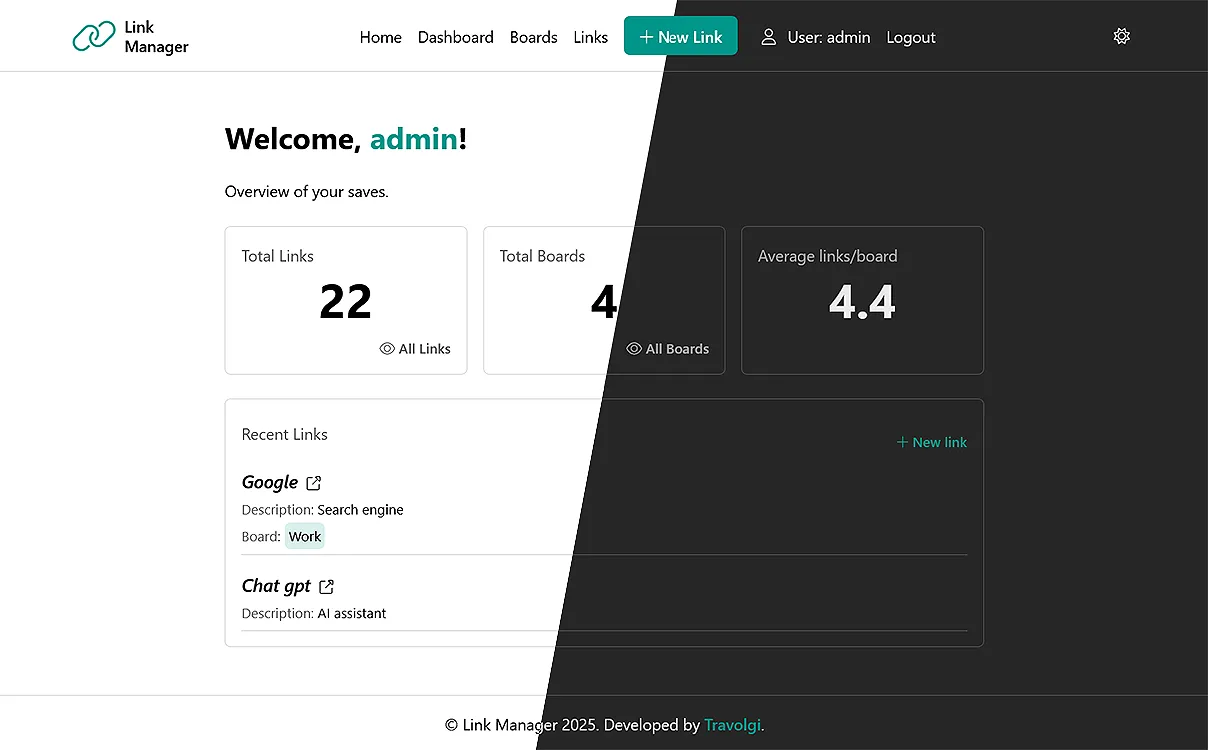 Link
Manager
Home Dashboard Boards Links + New Link User: admin Logout
Welcome, admin!
Overview of your saves.
Total Links
22
All Links
Total Boards
4
All Boards
Average links/board
4.4
Recent Links
+ New link
Google
Description: Search engine
Board: Work
Chat gpt
Description: AI assistant
© Link Manager 2025. Developed by Travolgi.